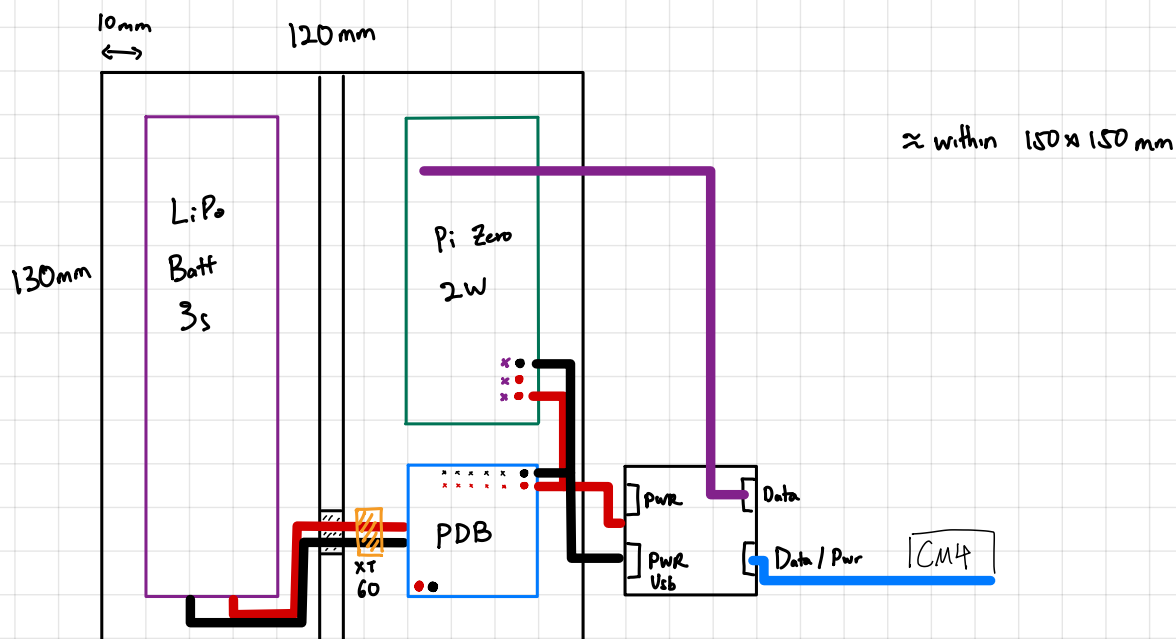 10mm
120mm
≈ within 150 x 150 mm
LiPo
Batt
3s
Pi Zero
2W
130mm
PDB
XT
60
PWR
Data
PWR
Usb
Data / Pwr
CM4